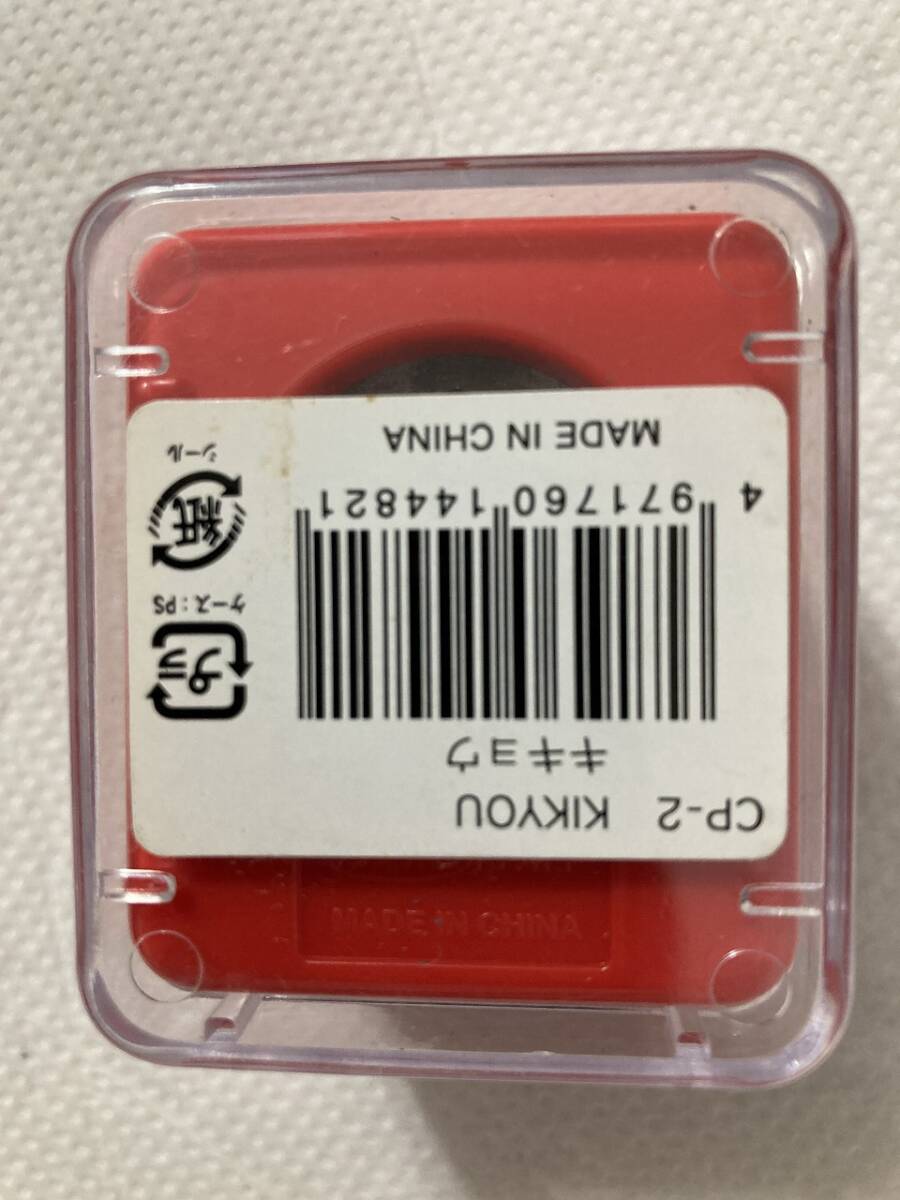 CP-2 KIKYOU
キキョウ
4 971760 144821
MADE IN CHINA
プラ
ケース：PS
紙
シール
MADE IN CHINA